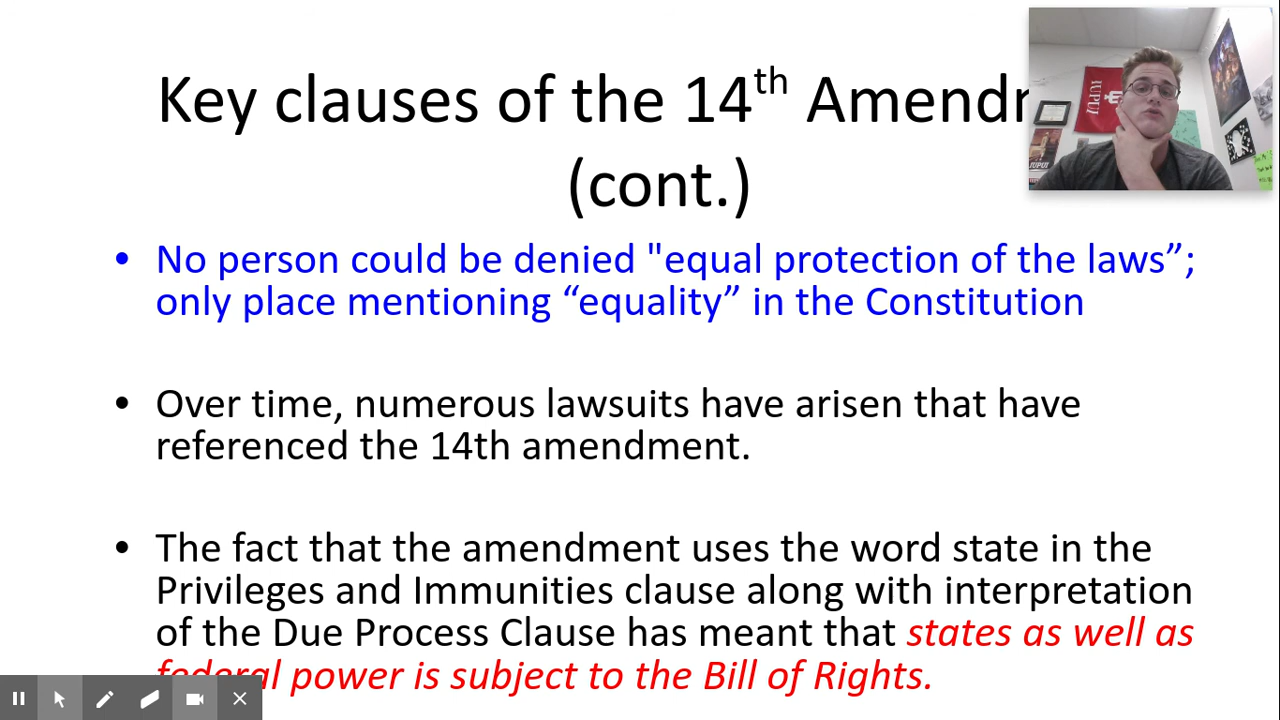 Key clauses of the 14th Amendr
(cont.)
• No person could be denied "equal protection of the laws”;
only place mentioning “equality” in the Constitution
• Over time, numerous lawsuits have arisen that have
referenced the 14th amendment.
• The fact that the amendment uses the word state in the
Privileges and Immunities clause along with interpretation
of the Due Process Clause has meant that states as well as
federal power is subject to the Bill of Rights.
IUPUI
IUPUI